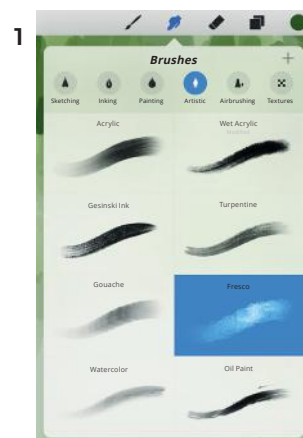 1
Brushes
Sketching Inking Painting Artistic Airbrushing Textures
Acrylic Wet Acrylic
Gesinski Ink Turpentine
Gouache Fresco
Watercolor Oil Paint